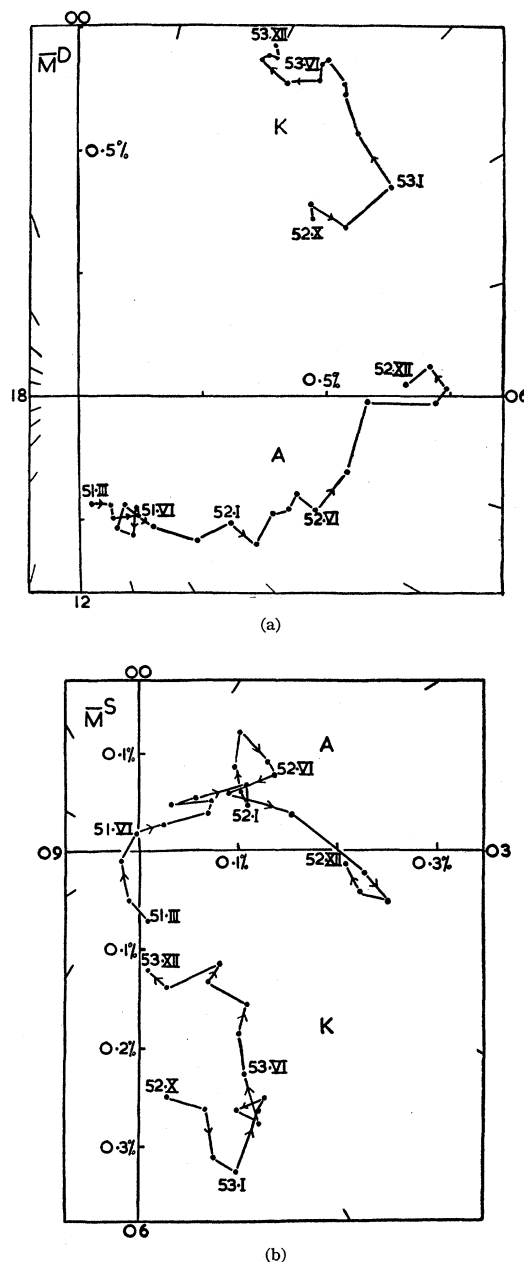 00
M̅ᴰ
53·XII
53·VI
K
0·5%
53·I
52·X
0·5%
52·XII
18
06
A
51·III
51·VI
52·I
52·VI
12
(a)
00
M̅ˢ
A
0·1%
52·VI
52·I
51·VI
09
0·1%
52·XII
0·3%
03
51·III
0·1%
53·XII
K
0·2%
53·VI
52·X
0·3%
53·I
06
(b)